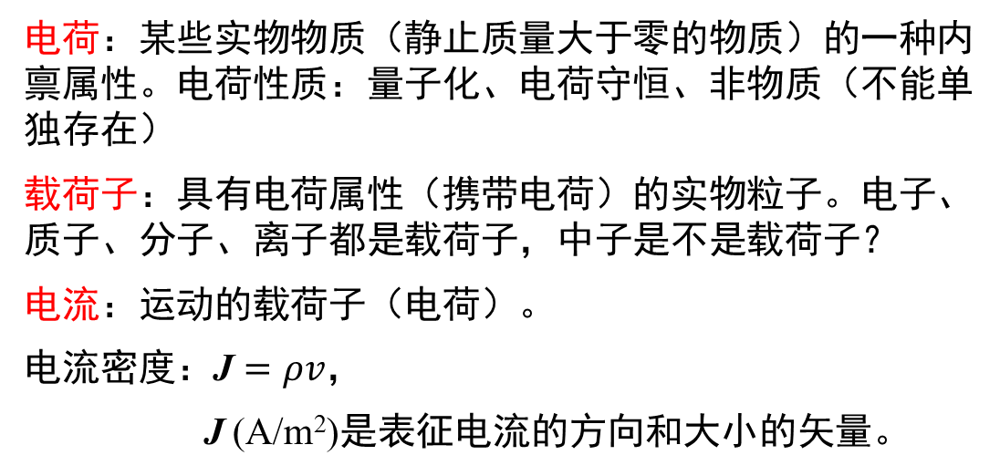 电荷：某些实物物质（静止质量大于零的物质）的一种内
禀属性。电荷性质：量子化、电荷守恒、非物质（不能单
独存在）
载荷子：具有电荷属性（携带电荷）的实物粒子。电子、
质子、分子、离子都是载荷子，中子是不是载荷子？
电流：运动的载荷子（电荷）。
电流密度：J = ρv，
J (A/m²)是表征电流的方向和大小的矢量。